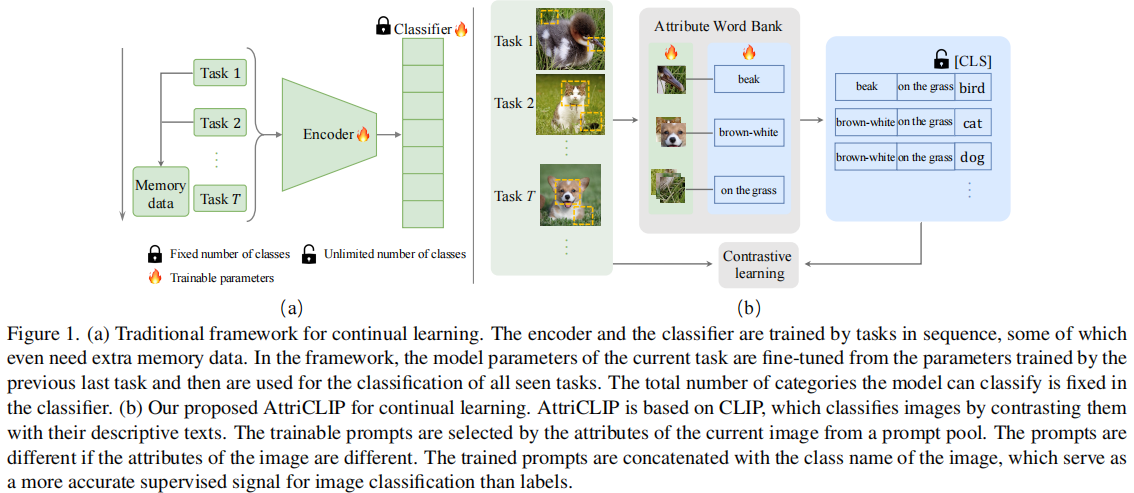 Classifier
Task 1
Task 2
Encoder
Memory
data
Task T
Fixed number of classes
Unlimited number of classes
Trainable parameters
(a)
Task 1
Task 2
Task T
Attribute Word Bank
beak
brown-white
on the grass
[CLS]
beak on the grass bird
brown-white on the grass cat
brown-white on the grass dog
Contrastive
learning
(b)
Figure 1. (a) Traditional framework for continual learning. The encoder and the classifier are trained by tasks in sequence, some of which
even need extra memory data. In the framework, the model parameters of the current task are fine-tuned from the parameters trained by the
previous last task and then are used for the classification of all seen tasks. The total number of categories the model can classify is fixed in
the classifier. (b) Our proposed AttriCLIP for continual learning. AttriCLIP is based on CLIP, which classifies images by contrasting them
with their descriptive texts. The trainable prompts are selected by the attributes of the current image from a prompt pool. The prompts are
different if the attributes of the image are different. The trained prompts are concatenated with the class name of the image, which serve as
a more accurate supervised signal for image classification than labels.